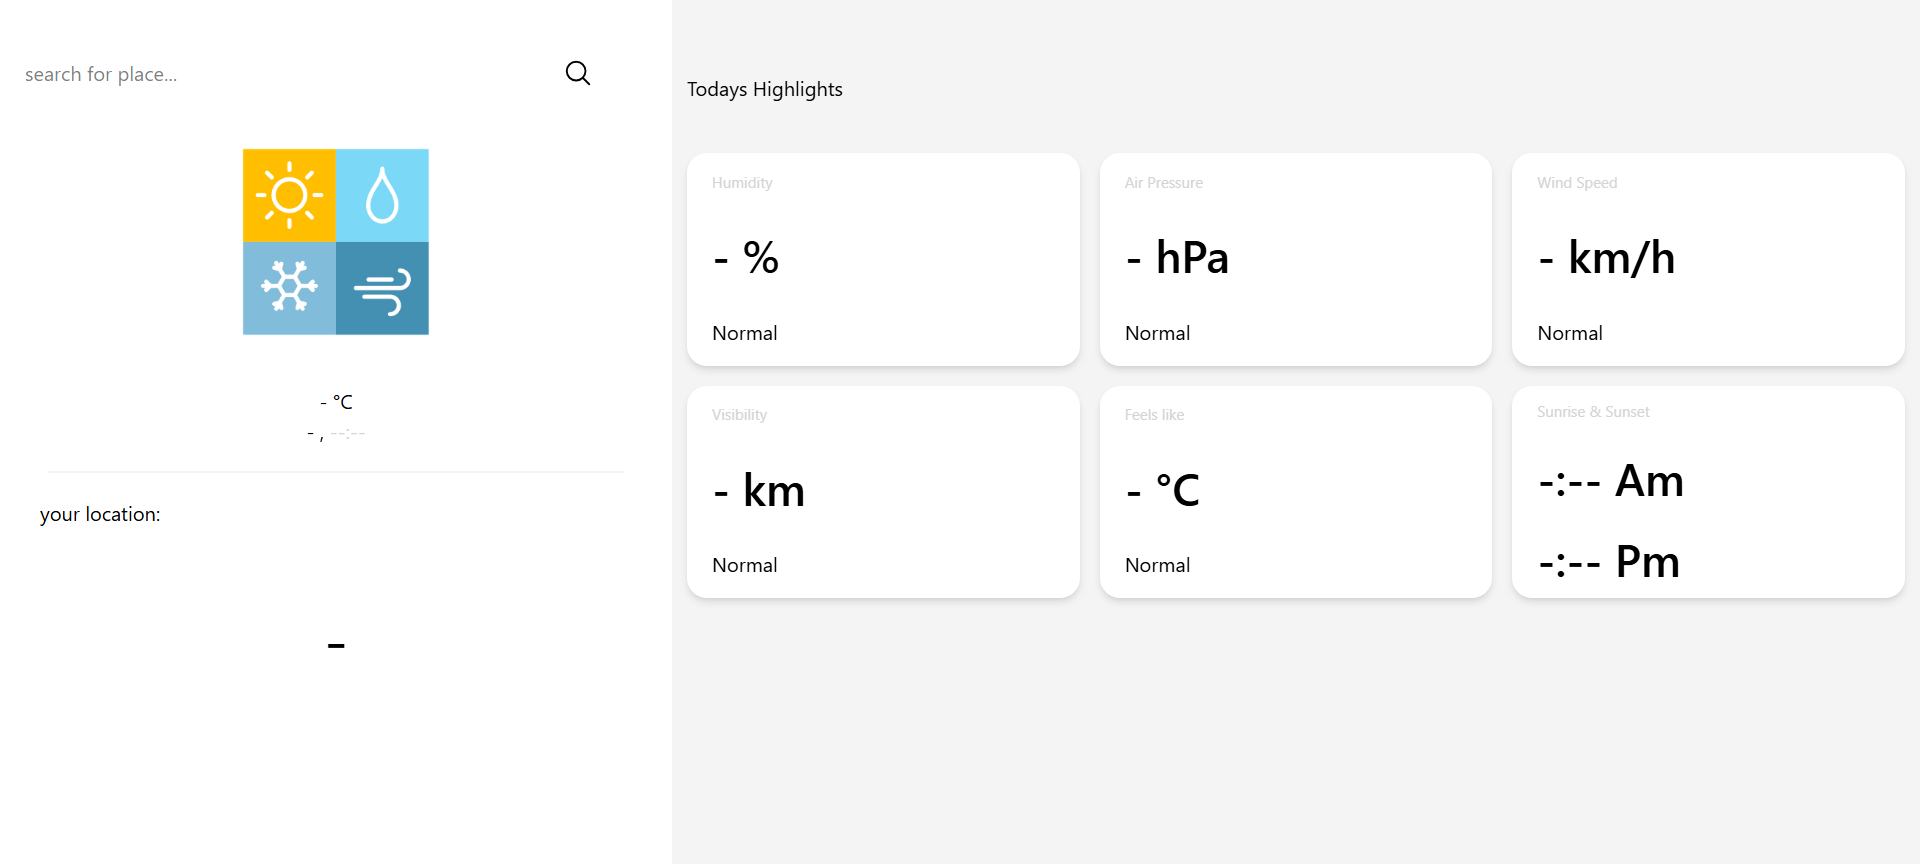 search for place...
- °C
- , --:--
your location:
-
Todays Highlights
Humidity
- %
Normal
Air Pressure
- hPa
Normal
Wind Speed
- km/h
Normal
Visibility
- km
Normal
Feels like
- °C
Normal
Sunrise & Sunset
-:-- Am
-:-- Pm